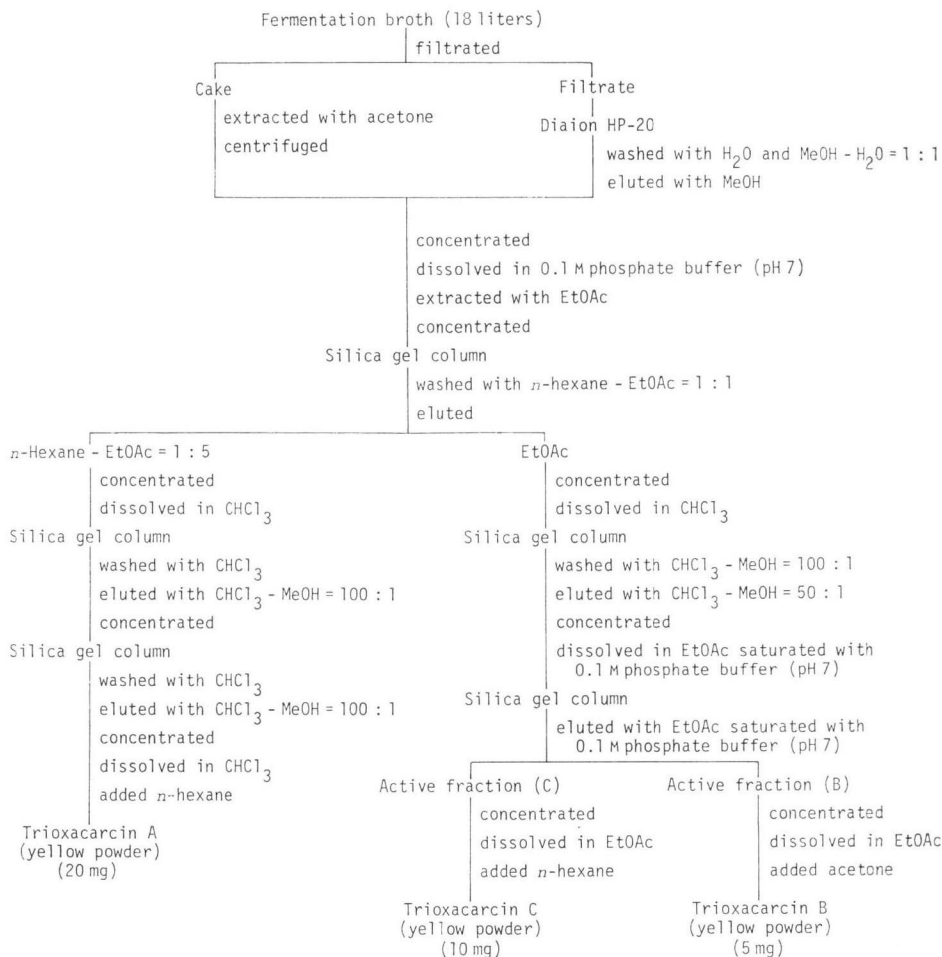 Fermentation broth (18 liters)
filtrated
Cake
extracted with acetone
centrifuged
Filtrate
Diaion HP-20
washed with H2O and MeOH - H2O = 1 : 1
eluted with MeOH
concentrated
dissolved in 0.1 M phosphate buffer (pH 7)
extracted with EtOAc
concentrated
Silica gel column
washed with n-hexane - EtOAc = 1 : 1
eluted
n-Hexane - EtOAc = 1 : 5
concentrated
dissolved in CHCl3
Silica gel column
washed with CHCl3
eluted with CHCl3 - MeOH = 100 : 1
concentrated
Silica gel column
washed with CHCl3
eluted with CHCl3 - MeOH = 100 : 1
concentrated
dissolved in CHCl3
added n-hexane
Trioxacarcin A
(yellow powder)
(20 mg)
EtOAc
concentrated
dissolved in CHCl3
Silica gel column
washed with CHCl3 - MeOH = 100 : 1
eluted with CHCl3 - MeOH = 50 : 1
concentrated
dissolved in EtOAc saturated with
0.1 M phosphate buffer (pH 7)
Silica gel column
eluted with EtOAc saturated with
0.1 M phosphate buffer (pH 7)
Active fraction (C)
concentrated
dissolved in EtOAc
added n-hexane
Trioxacarcin C
(yellow powder)
(10 mg)
Active fraction (B)
concentrated
dissolved in EtOAc
added acetone
Trioxacarcin B
(yellow powder)
(5 mg)